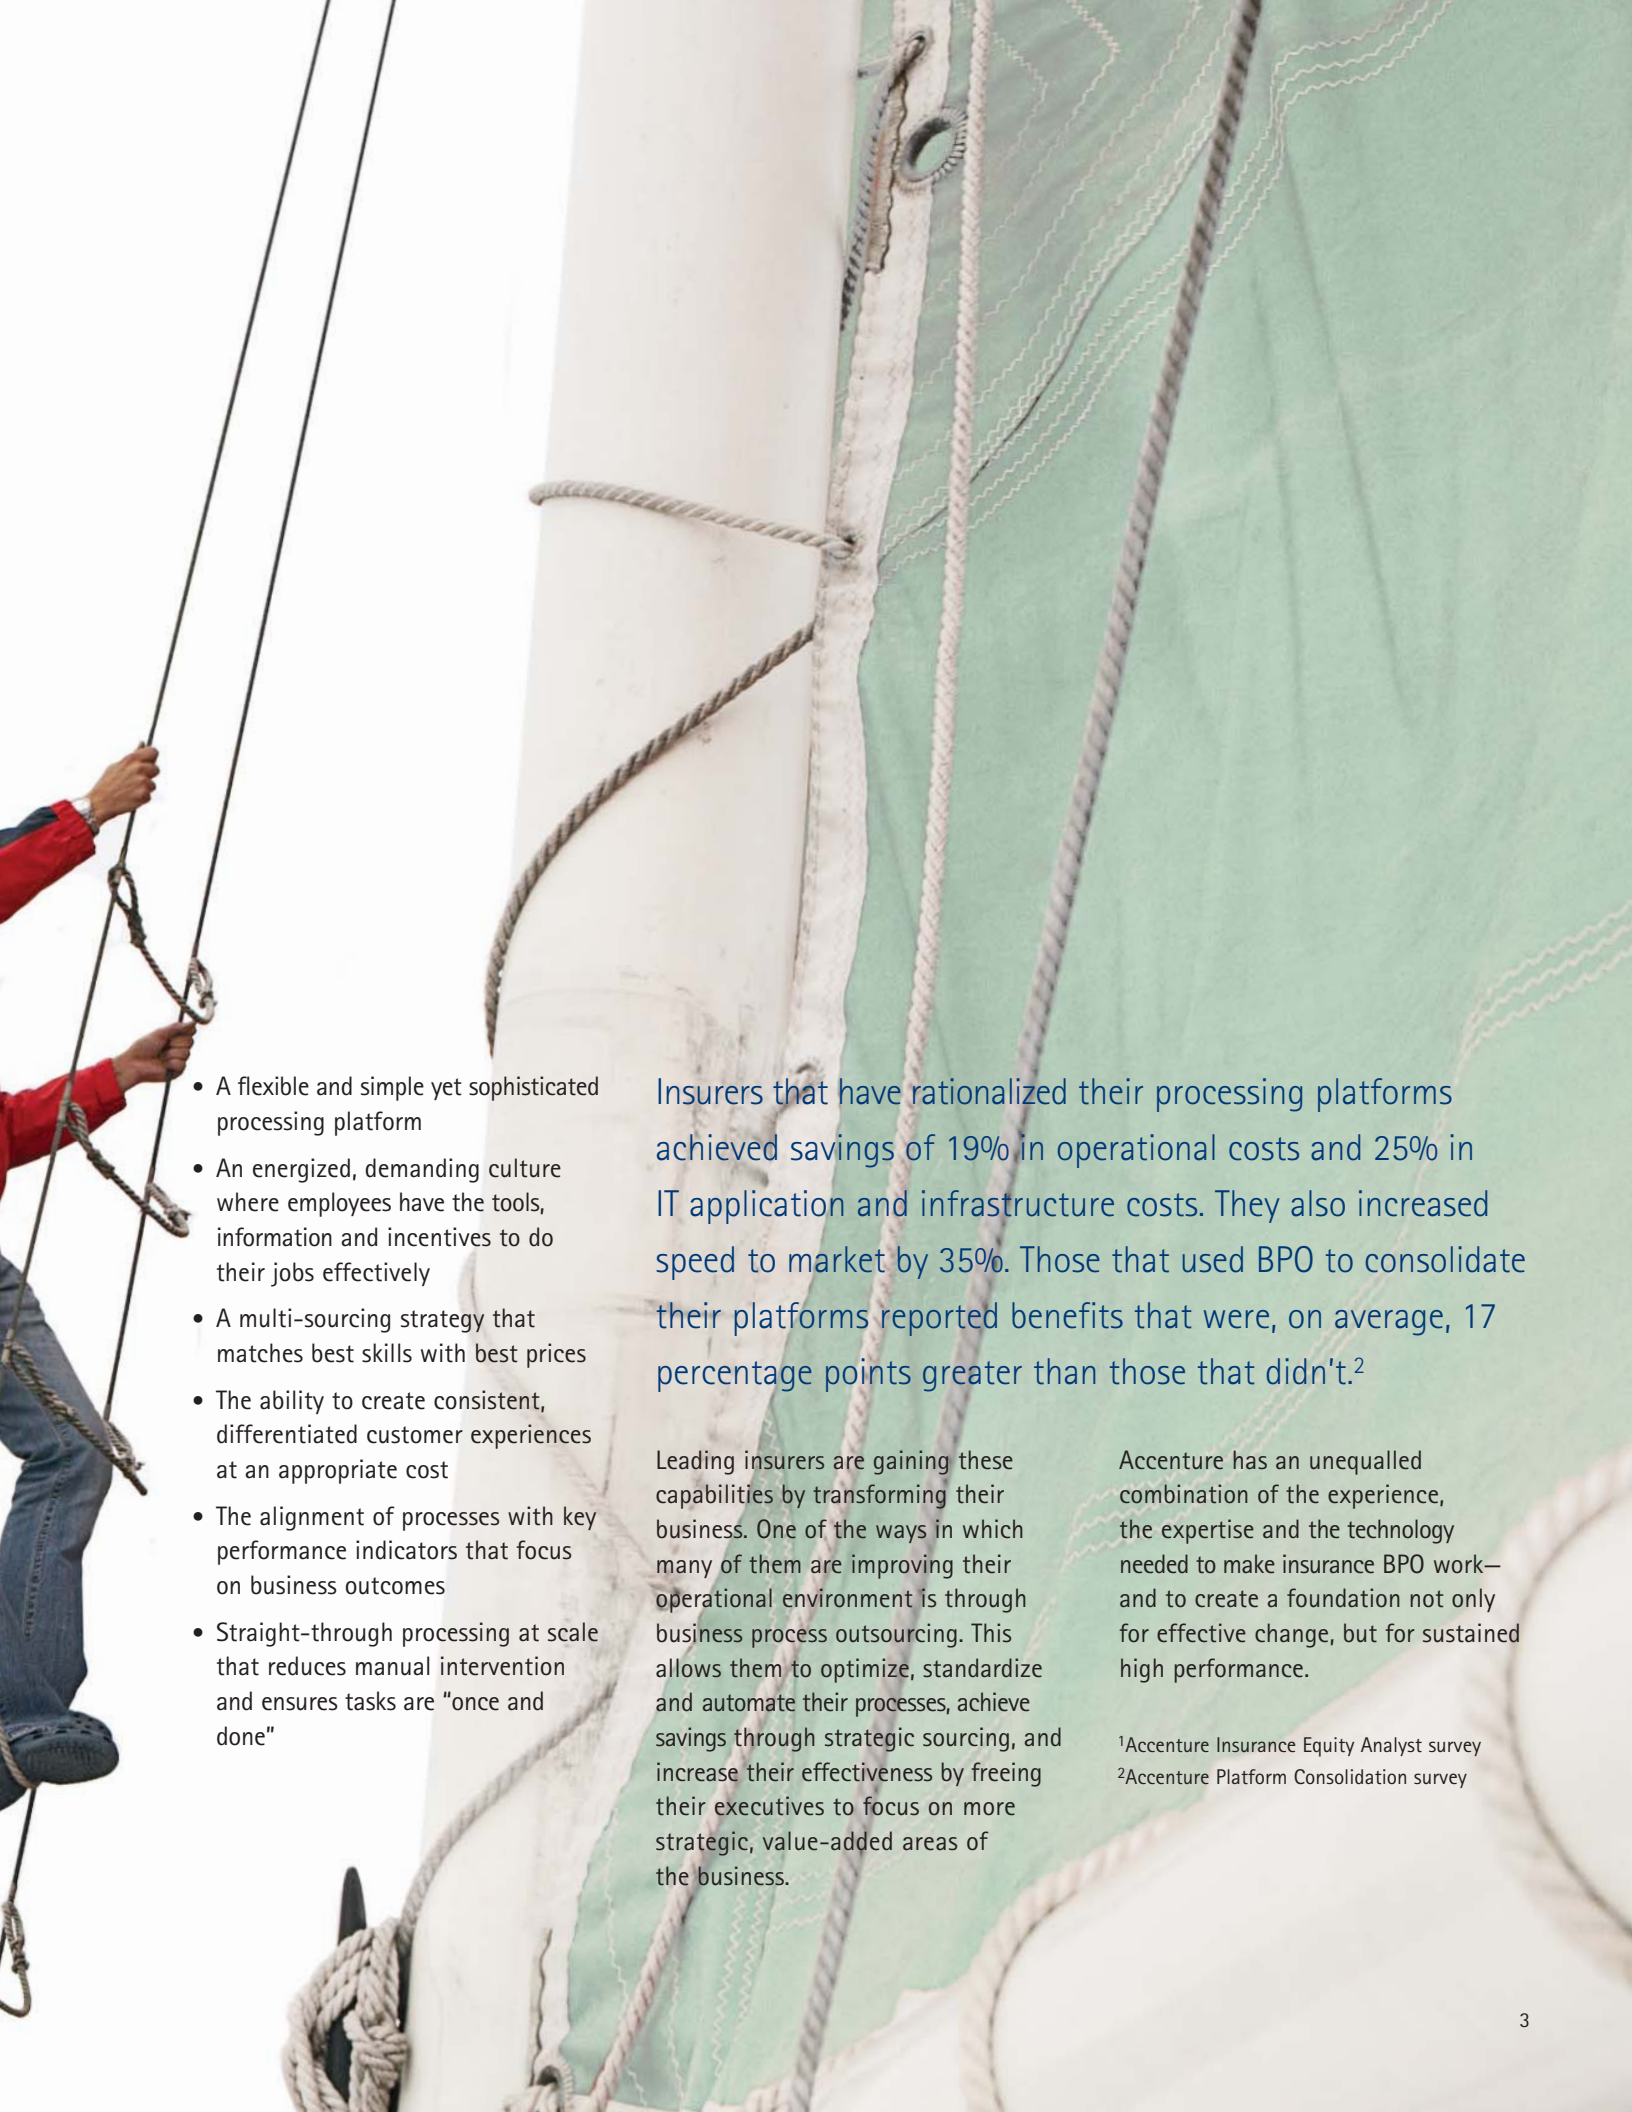 • A flexible and simple yet sophisticated
processing platform
• An energized, demanding culture
where employees have the tools,
information and incentives to do
their jobs effectively
• A multi-sourcing strategy that
matches best skills with best prices
• The ability to create consistent,
differentiated customer experiences
at an appropriate cost
• The alignment of processes with key
performance indicators that focus
on business outcomes
• Straight-through processing at scale
that reduces manual intervention
and ensures tasks are “once and
done”
Insurers that have rationalized their processing platforms
achieved savings of 19% in operational costs and 25% in
IT application and infrastructure costs. They also increased
speed to market by 35%. Those that used BPO to consolidate
their platforms reported benefits that were, on average, 17
percentage points greater than those that didn’t.²
Leading insurers are gaining these
capabilities by transforming their
business. One of the ways in which
many of them are improving their
operational environment is through
business process outsourcing. This
allows them to optimize, standardize
and automate their processes, achieve
savings through strategic sourcing, and
increase their effectiveness by freeing
their executives to focus on more
strategic, value-added areas of
the business.
Accenture has an unequalled
combination of the experience,
the expertise and the technology
needed to make insurance BPO work—
and to create a foundation not only
for effective change, but for sustained
high performance.
¹Accenture Insurance Equity Analyst survey
²Accenture Platform Consolidation survey
3